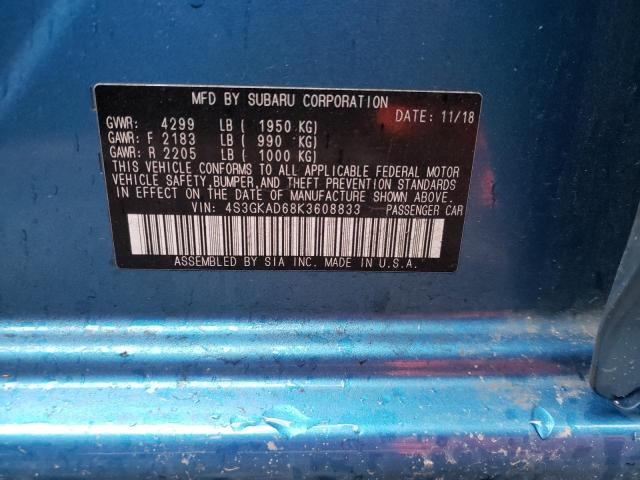 MFD BY SUBARU CORPORATION
GVWR: 4299 LB ( 1950 KG) DATE: 11/18
GAWR: F 2183 LB ( 990 KG)
GAWR: R 2205 LB ( 1000 KG)
THIS VEHICLE CONFORMS TO ALL APPLICABLE FEDERAL MOTOR
VEHICLE SAFETY,BUMPER,AND THEFT PREVENTION STANDARDS
IN EFFECT ON THE DATE OF MANUFACTURE SHOWN ABOVE.
VIN: 4S3GKAD68K3608833 PASSENGER CAR
ASSEMBLED BY SIA INC. MADE IN U.S.A.